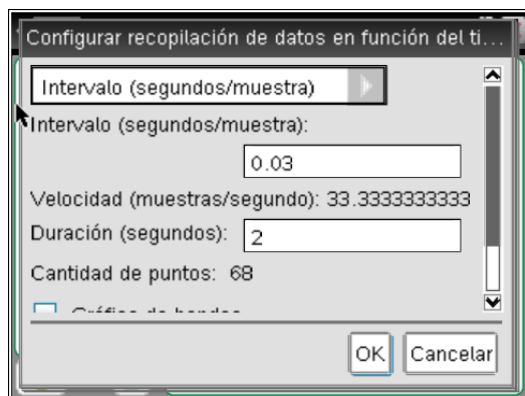 Configurar recopilación de datos en función del ti...
Intervalo (segundos/muestra)
Intervalo (segundos/muestra):
0.03
Velocidad (muestras/segundo): 33.3333333333
Duración (segundos): 2
Cantidad de puntos: 68
OK Cancelar